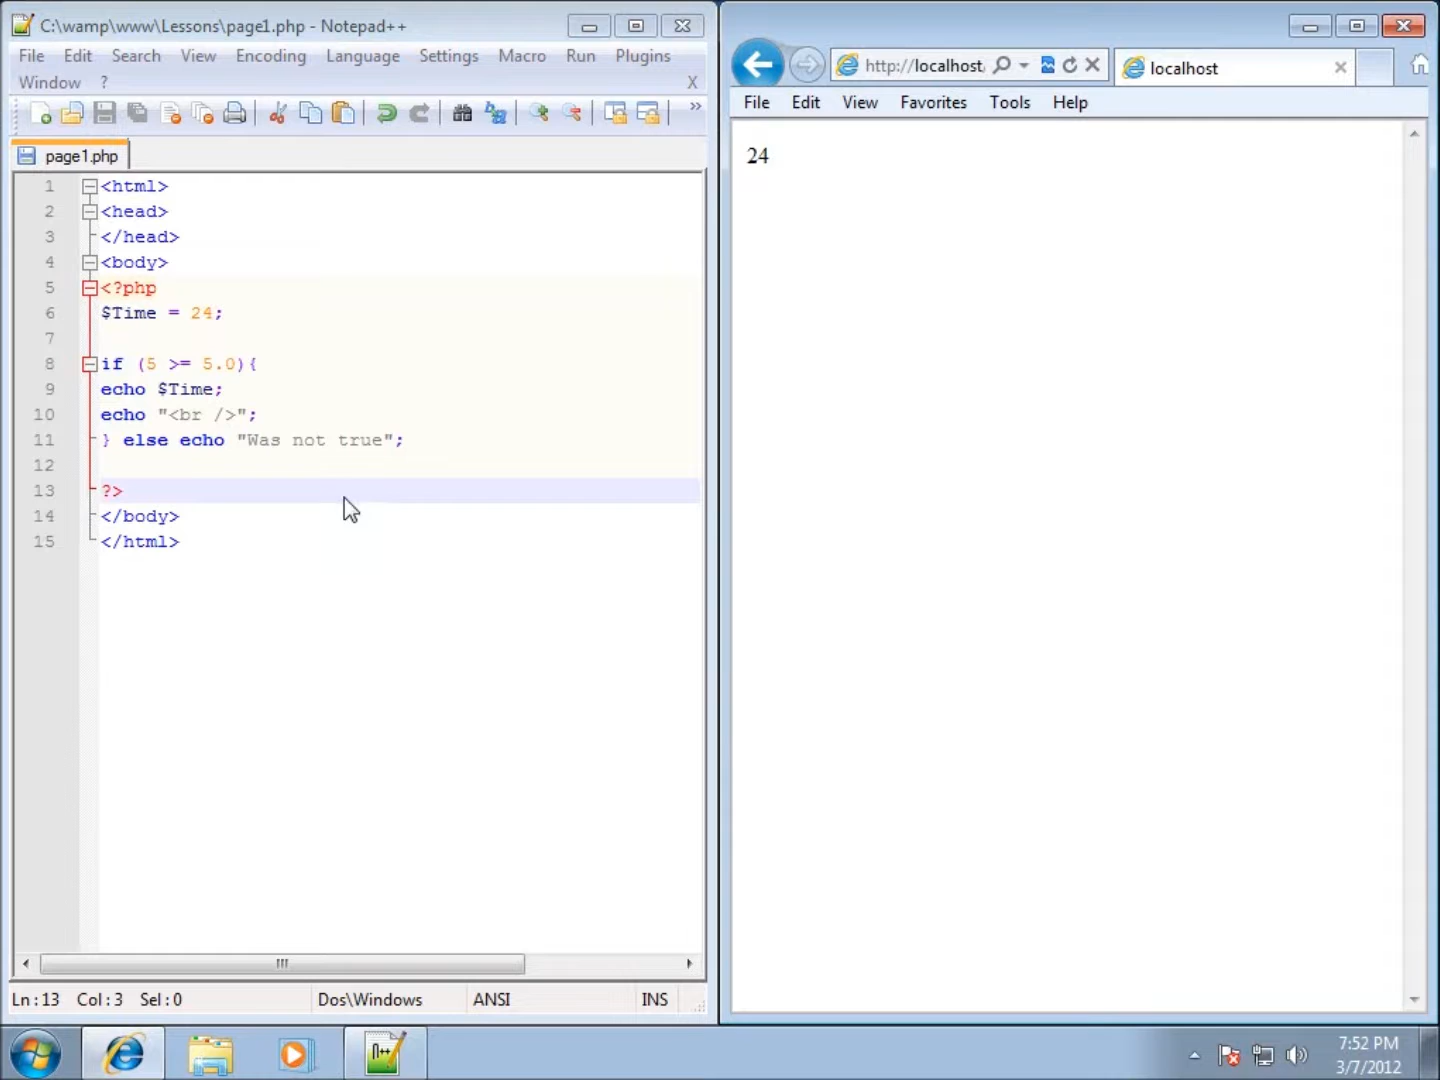 C:\wamp\www\Lessons\page1.php - Notepad++
File Edit Search View Encoding Language Settings Macro Run Plugins
Window ? X
page1.php
1 <html>
2 <head>
3 </head>
4 <body>
5 <?php
6 $Time = 24;
7
8 if (5 >= 5.0){
9 echo $Time;
10 echo "<br />";
11 } else echo "Was not true";
12
13 ?>
14 </body>
15 </html>
Ln:13 Col:3 Sel:0 Dos\Windows ANSI INS
http://localhost localhost
File Edit View Favorites Tools Help
24
7:52 PM
3/7/2012